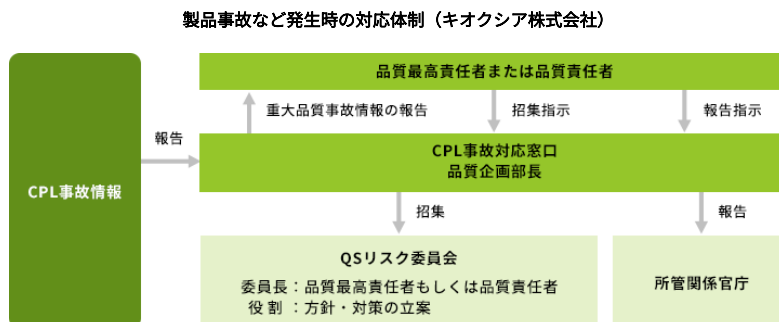 製品事故など発生時の対応体制（キオクシア株式会社）
品質最高責任者または品質責任者
重大品質事故情報の報告
招集指示
報告指示
報告
CPL事故情報
CPL事故対応窓口
品質企画部長
招集
報告
QSリスク委員会
委員長：品質最高責任者もしくは品質責任者
役 割 ：方針・対策の立案
所管関係官庁